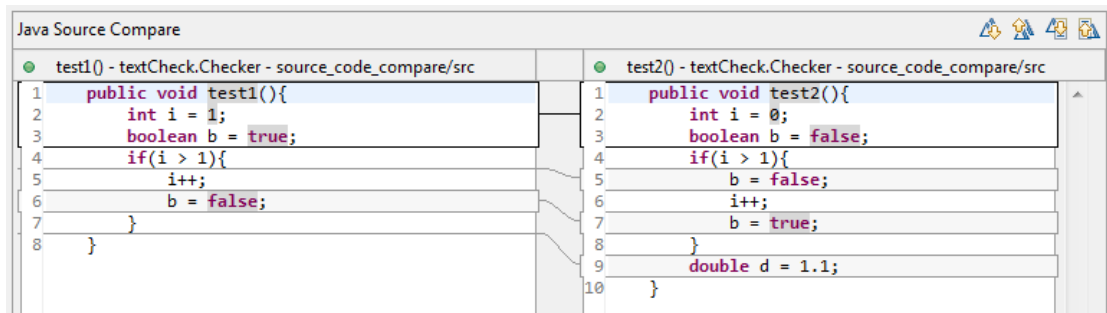 Java Source Compare
test1() - textCheck.Checker - source_code_compare/src
1 public void test1(){
2 int i = 1;
3 boolean b = true;
4 if(i > 1){
5 i++;
6 b = false;
7 }
8 }
test2() - textCheck.Checker - source_code_compare/src
1 public void test2(){
2 int i = 0;
3 boolean b = false;
4 if(i > 1){
5 b = false;
6 i++;
7 b = true;
8 }
9 double d = 1.1;
10 }